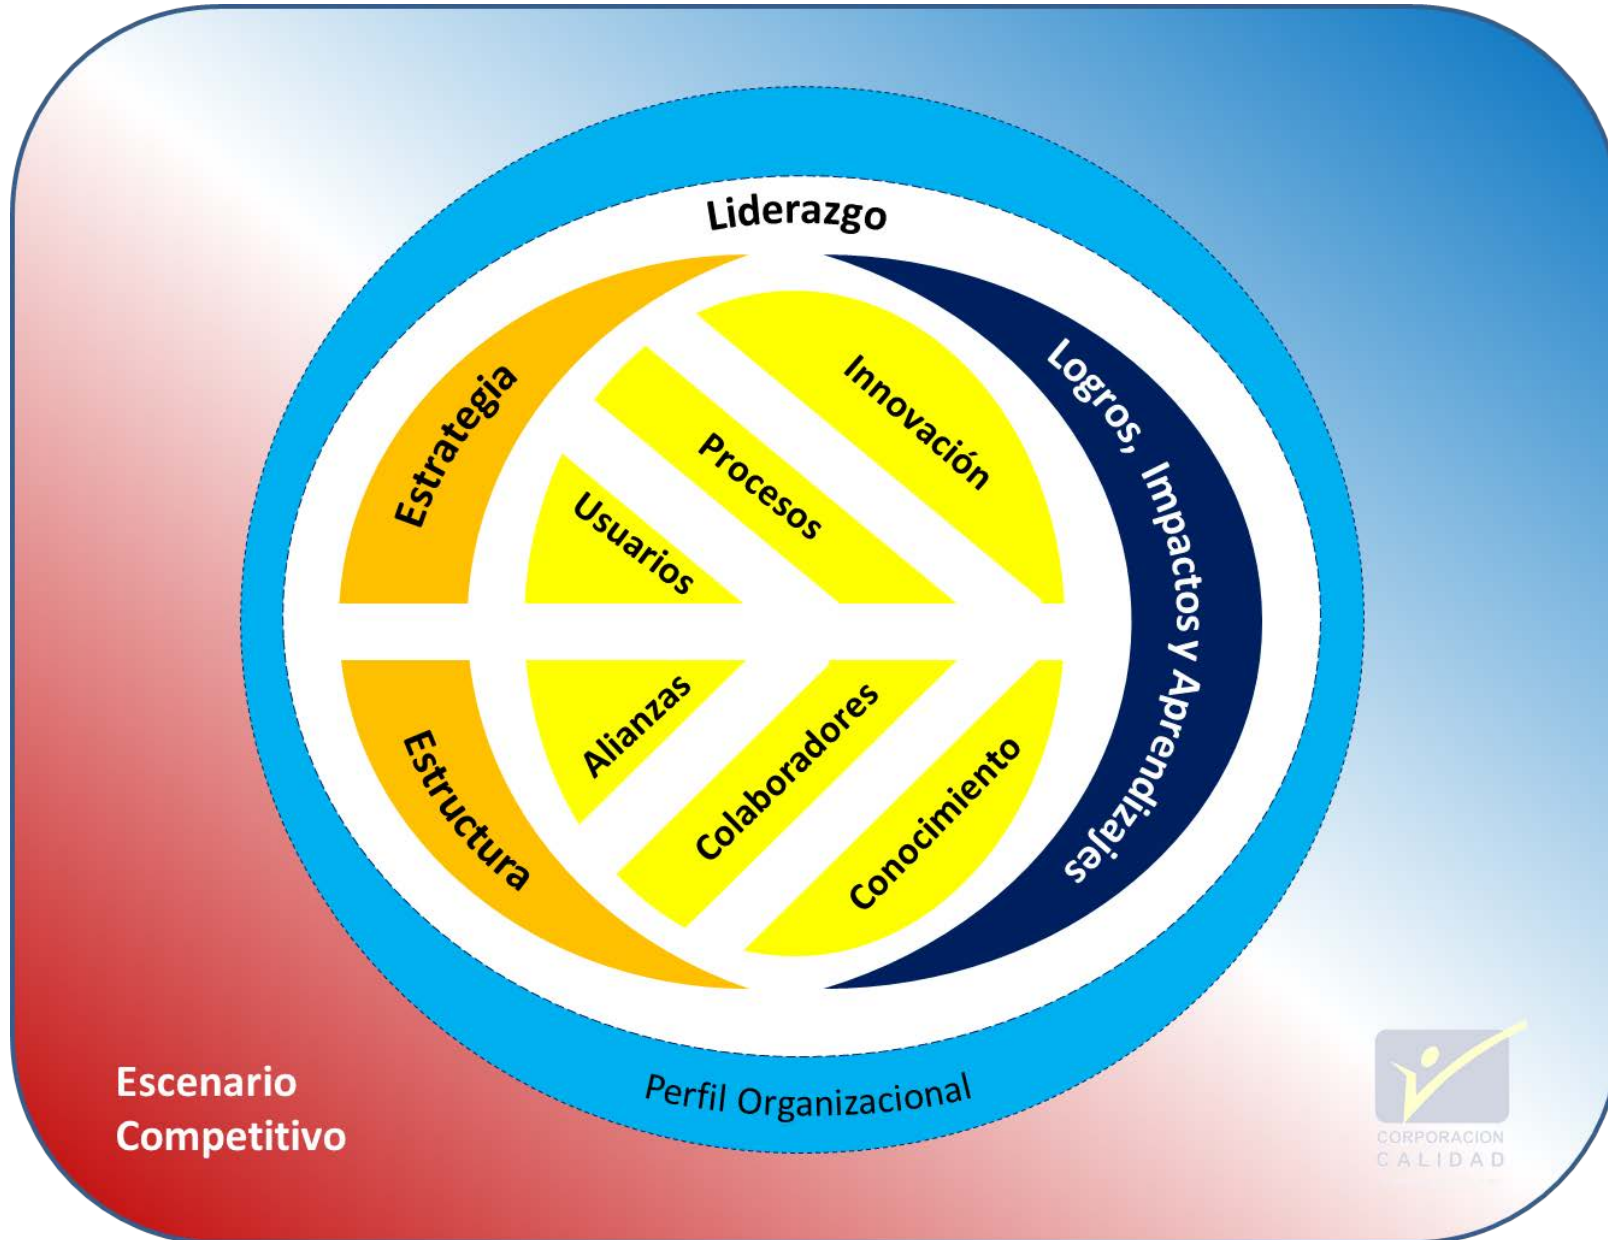 Liderazgo
Estrategia
Innovación
Procesos
Usuarios
Logros, Impactos y Aprendizajes
Alianzas
Colaboradores
Conocimiento
Estructura
Perfil Organizacional
Escenario
Competitivo
CORPORACION
CALIDAD